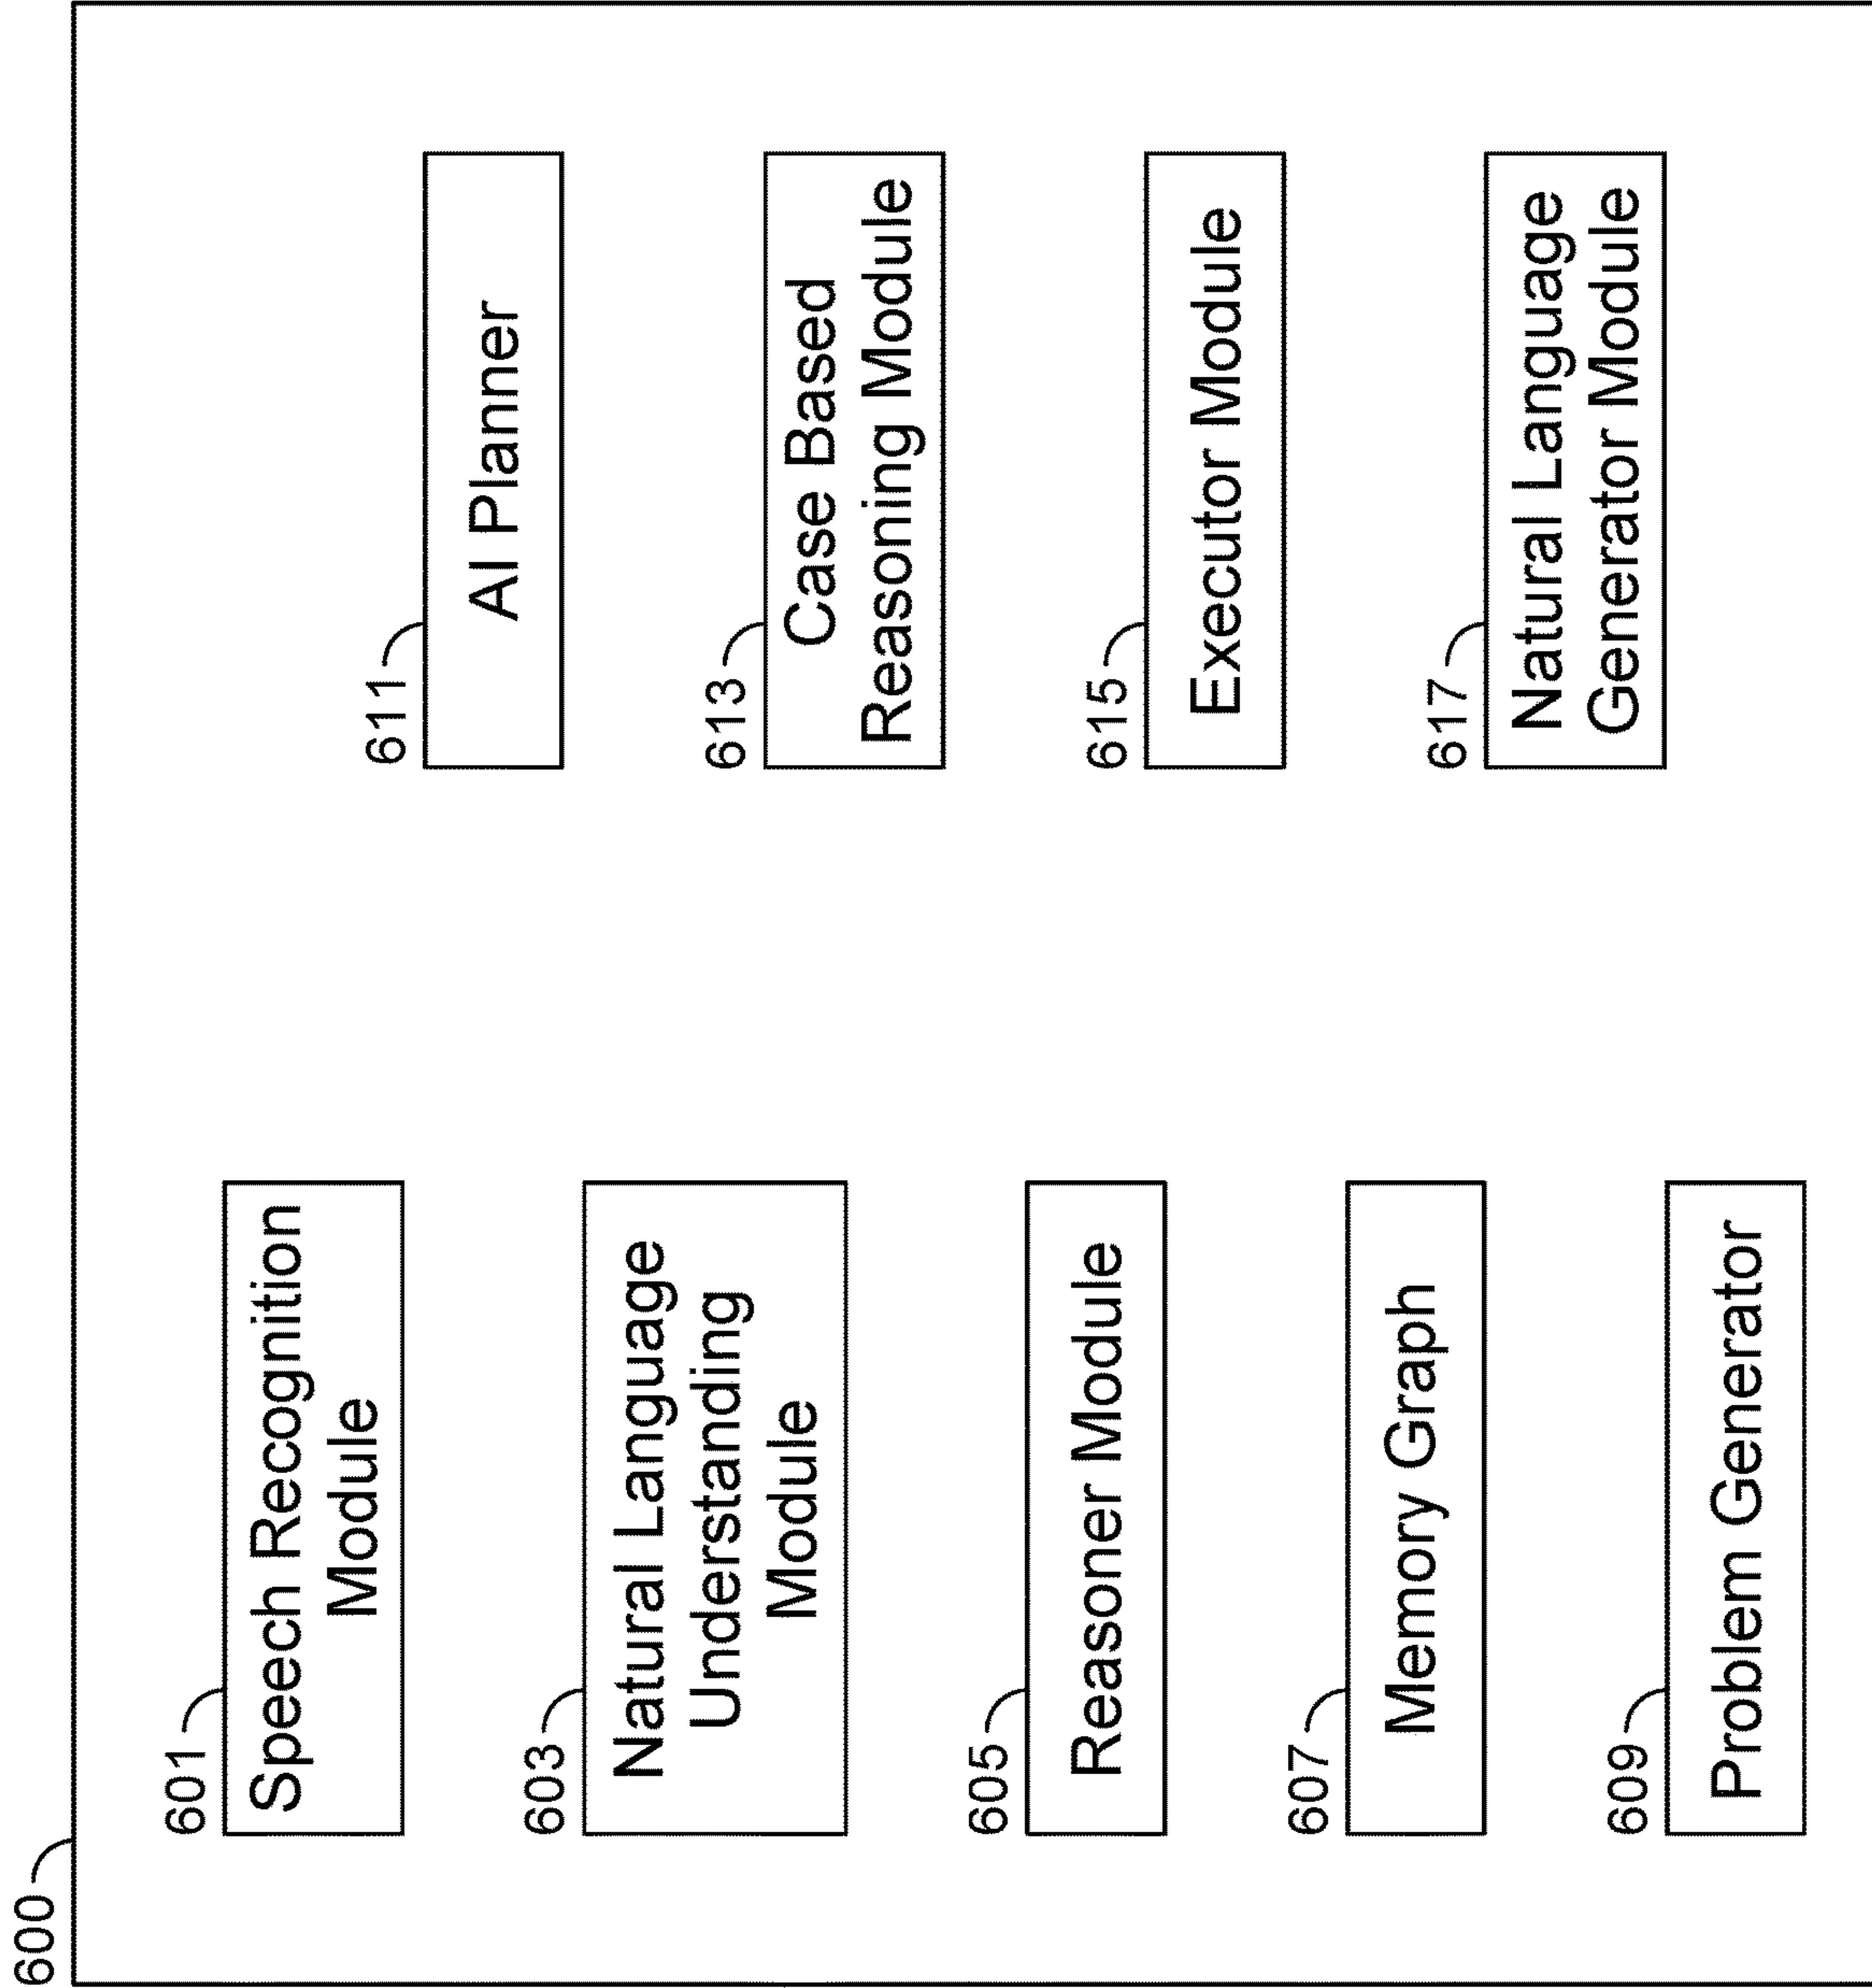 600
601
Speech Recognition
Module
603
Natural Language
Understanding
Module
605
Reasoner Module
607
Memory Graph
609
Problem Generator
611
AI Planner
613
Case Based
Reasoning Module
615
Executor Module
617
Natural Language
Generator Module